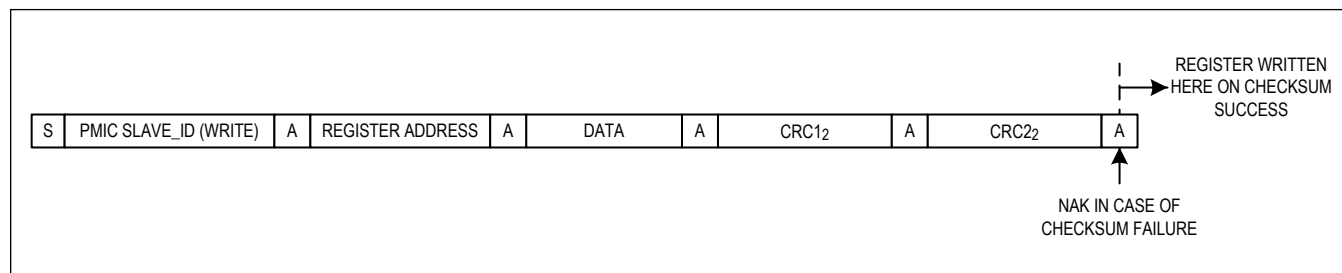 REGISTER WRITTEN
HERE ON CHECKSUM
SUCCESS
S PMIC SLAVE_ID (WRITE) A REGISTER ADDRESS A DATA A CRC1₂ A CRC2₂ A
NAK IN CASE OF
CHECKSUM FAILURE